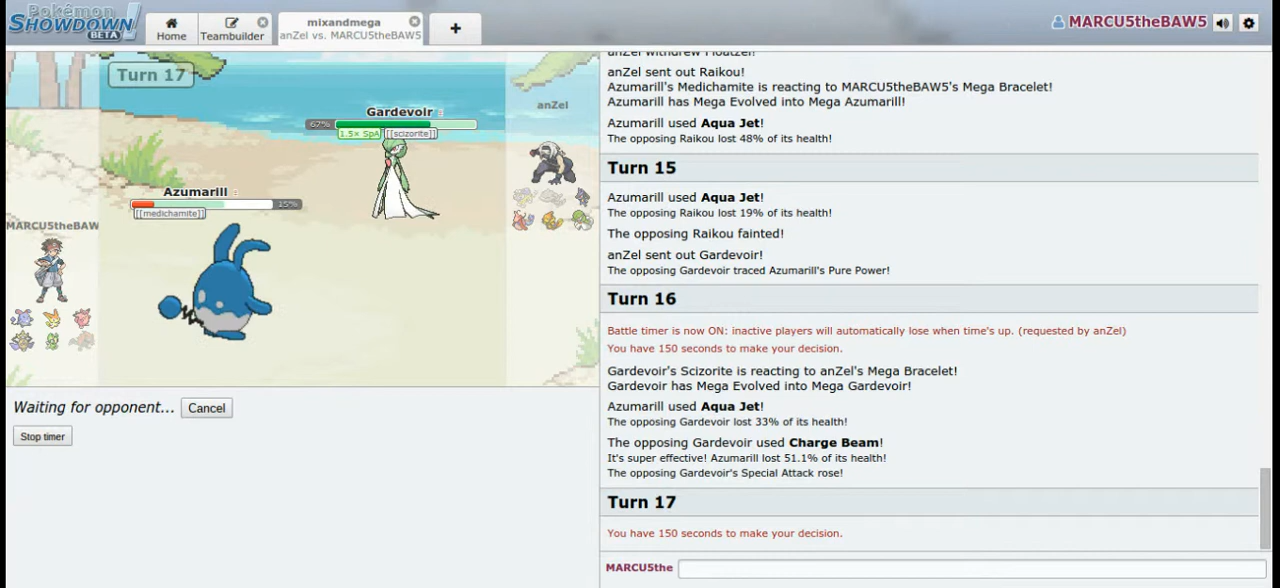 Pokémon
SHOWDOWN!
BETA
Home
Teambuilder
mixandmega
anZel vs. MARCU5theBAW5
+
MARCU5theBAW5
Turn 17
Gardevoir
67%
1.5× SpA [[scizorite]]
anZel
Azumarill
15%
[[medichamite]]
MARCU5theBAW
Waiting for opponent... Cancel
Stop timer
anZel withdrew Floatzel!
anZel sent out Raikou!
Azumarill's Medichamite is reacting to MARCU5theBAW5's Mega Bracelet!
Azumarill has Mega Evolved into Mega Azumarill!
Azumarill used Aqua Jet!
The opposing Raikou lost 48% of its health!
Turn 15
Azumarill used Aqua Jet!
The opposing Raikou lost 19% of its health!
The opposing Raikou fainted!
anZel sent out Gardevoir!
The opposing Gardevoir traced Azumarill's Pure Power!
Turn 16
Battle timer is now ON: inactive players will automatically lose when time's up. (requested by anZel)
You have 150 seconds to make your decision.
Gardevoir's Scizorite is reacting to anZel's Mega Bracelet!
Gardevoir has Mega Evolved into Mega Gardevoir!
Azumarill used Aqua Jet!
The opposing Gardevoir lost 33% of its health!
The opposing Gardevoir used Charge Beam!
It's super effective! Azumarill lost 51.1% of its health!
The opposing Gardevoir's Special Attack rose!
Turn 17
You have 150 seconds to make your decision.
MARCU5the